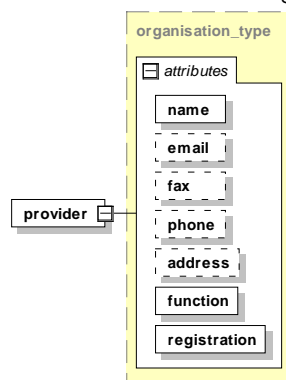 organisation_type
attributes
name
email
fax
phone
address
function
registration
provider